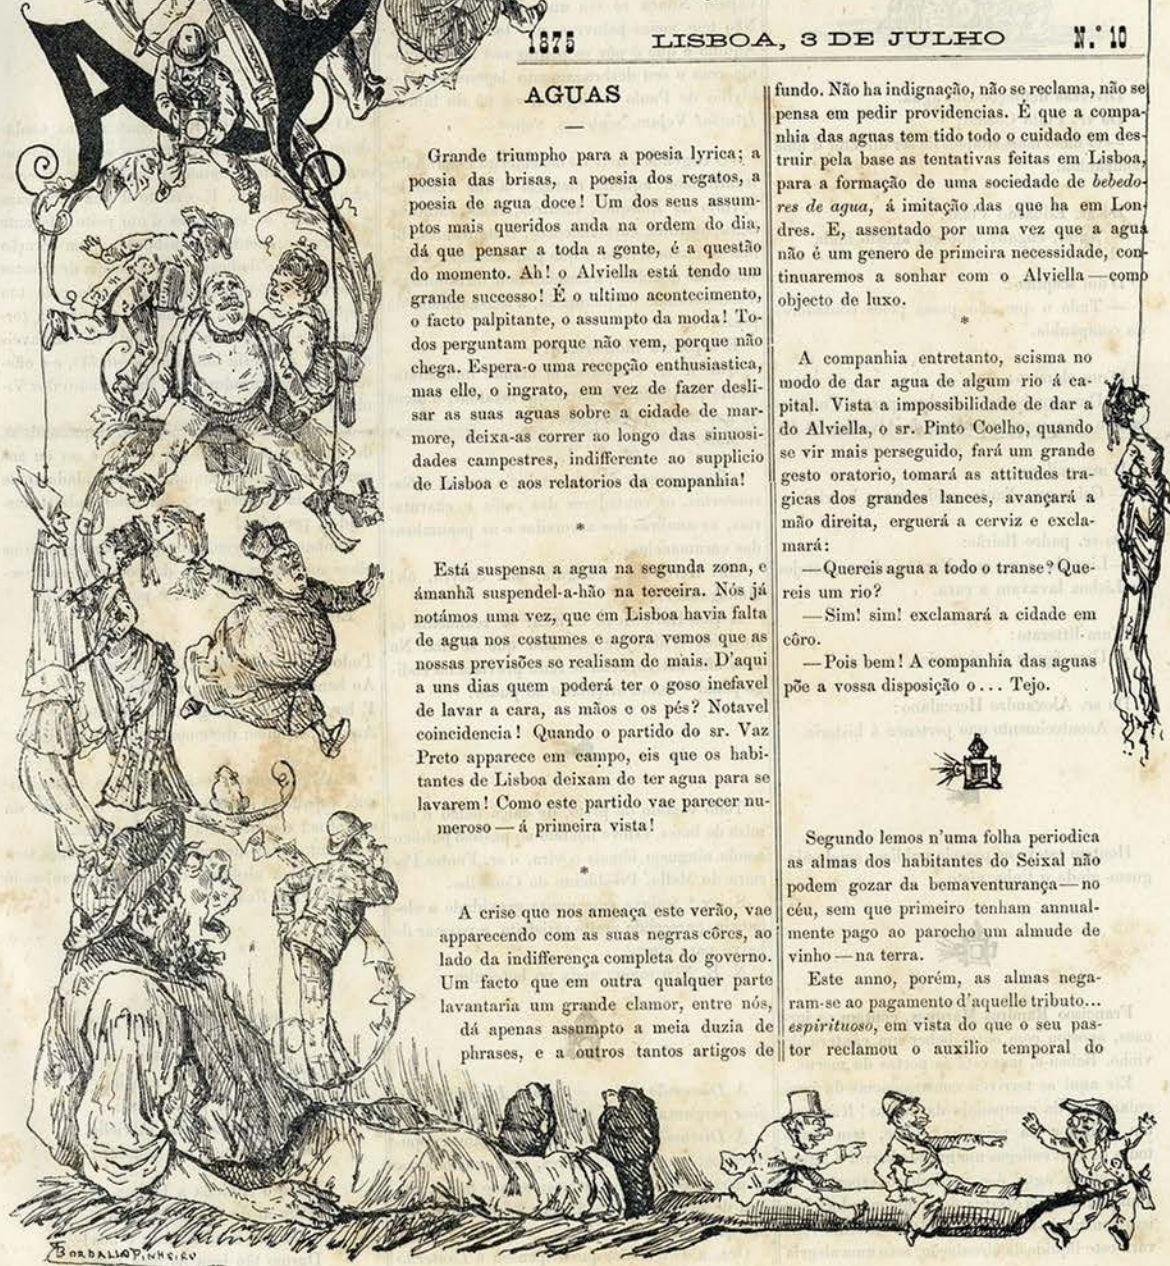 1875 LISBOA, 3 DE JULHO N.º 10
AGUAS
Grande triumpho para a poesia lyrica; a
poesia das brisas, a poesia dos regatos, a
poesia de agua doce! Um dos seus assum-
ptos mais queridos anda na ordem do dia,
dá que pensar a toda a gente, é a questão
do momento. Ah! o Alviella está tendo um
grande successo! É o ultimo acontecimento,
o facto palpitante, o assumpto da moda! To-
dos perguntam porque não vem, porque não
chega. Espera-o uma recepção enthusiastica,
mas elle, o ingrato, em vez de fazer desli-
sar as suas aguas sobre a cidade de mar-
more, deixa-as correr ao longo das sinuosi-
dades campestres, indifferente ao supplicio
de Lisboa e aos relatorios da companhia!
*
Está suspensa a agua na segunda zona, e
ámanhã suspendel-a-hão na terceira. Nós já
notámos uma vez, que em Lisboa havia falta
de agua nos costumes e agora vemos que as
nossas previsões se realisam de mais. D'aqui
a uns dias quem poderá ter o goso inefavel
de lavar a cara, as mãos e os pés? Notavel
coincidencia! Quando o partido do sr. Vaz
Preto apparece em campo, eis que os habi-
tantes de Lisboa deixam de ter agua para se
lavarem! Como este partido vae parecer nu-
meroso — á primeira vista!
*
A crise que nos ameaça este verão, vae
apparecendo com as suas negras côres, ao
lado da indifferença completa do governo.
Um facto que em outra qualquer parte
lavantaria um grande clamor, entre nós,
dá apenas assumpto a meia duzia de
phrases, e a outros tantos artigos de
fundo. Não ha indignação, não se reclama, não se
pensa em pedir providencias. É que a compa-
nhia das aguas tem tido todo o cuidado em des-
truir pela base as tentativas feitas em Lisboa,
para a formação de uma sociedade de bebedo-
res de agua, á imitação das que ha em Lon-
dres. E, assentado por uma vez que a agua
não é um genero de primeira necessidade, con-
tinuaremos a sonhar com o Alviella — como
objecto de luxo.
*
A companhia entretanto, scisma no
modo de dar agua de algum rio á ca-
pital. Vista a impossibilidade de dar a
do Alviella, o sr. Pinto Coelho, quando
se vir mais perseguido, fará um grande
gesto oratorio, tomará as attitudes tra-
gicas dos grandes lances, avançará a
mão direita, erguerá a cerviz e excla-
mará:
— Quereis agua a todo o transe? Que-
reis um rio?
— Sim! sim! exclamará a cidade em
côro.
— Pois bem! A companhia das aguas
põe a vossa disposição o... Tejo.
Segundo lemos n'uma folha periodica
as almas dos habitantes do Seixal não
podem gozar da bemaventurança — no
céu, sem que primeiro tenham annual-
mente pago ao parocho um almude de
vinho — na terra.
Este anno, porém, as almas nega-
ram-se ao pagamento d'aquelle tributo...
espirituoso, em vista do que o seu pas-
tor reclamou o auxilio temporal do
BORDALLO PINHEIRO